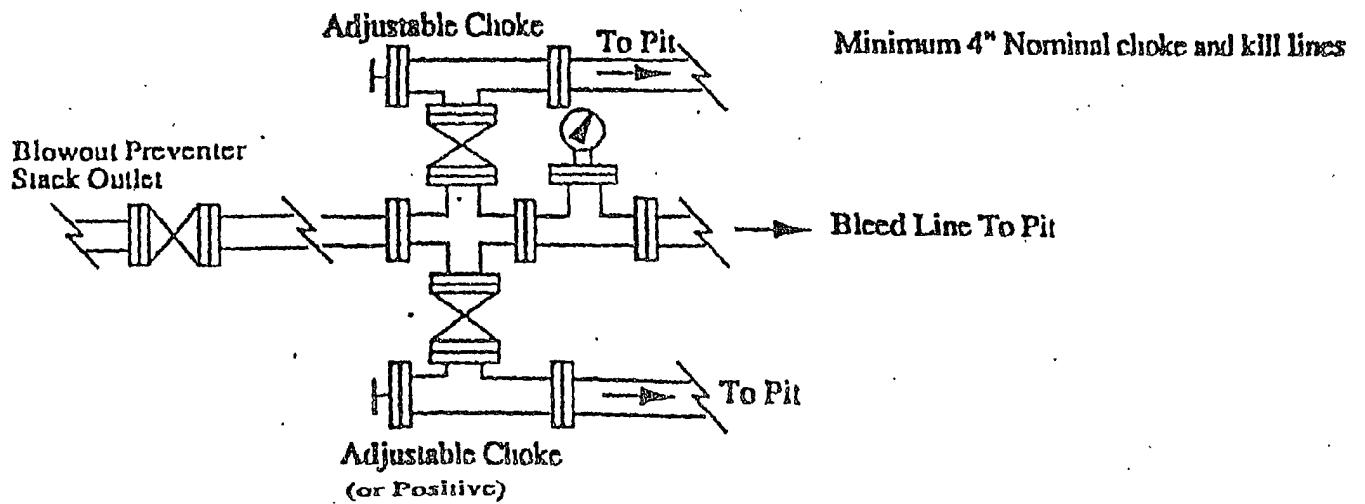 Adjustable Choke
To Pit
Minimum 4" Nominal choke and kill lines
Blowout Preventer
Stack Outlet
Bleed Line To Pit
To Pit
Adjustable Choke
(or Positive)